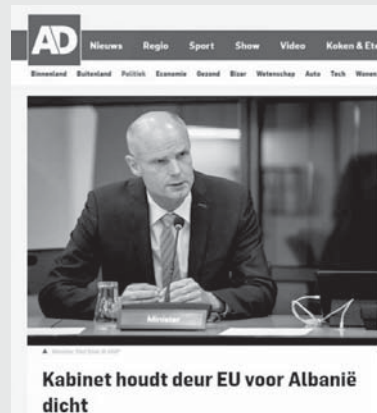 AD
Nieuws Regio Sport Show Video Koken & Ete
Binnenland Buitenland Politiek Economie Gezond Bizar Wetenschap Auto Tech Wonen
Minister
Kabinet houdt deur EU voor Albanië
dicht